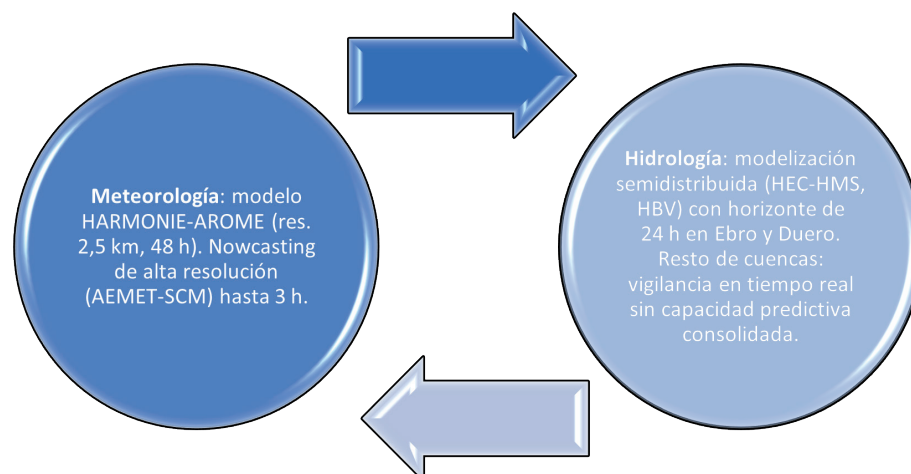 Meteorología: modelo
HARMONIE-AROME (res.
2,5 km, 48 h). Nowcasting
de alta resolución
(AEMET-SCM) hasta 3 h.
Hidrología: modelización
semidistribuida (HEC-HMS,
HBV) con horizonte de
24 h en Ebro y Duero.
Resto de cuencas:
vigilancia en tiempo real
sin capacidad predictiva
consolidada.